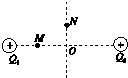 N
M
+ O +
Q₁ Q₂